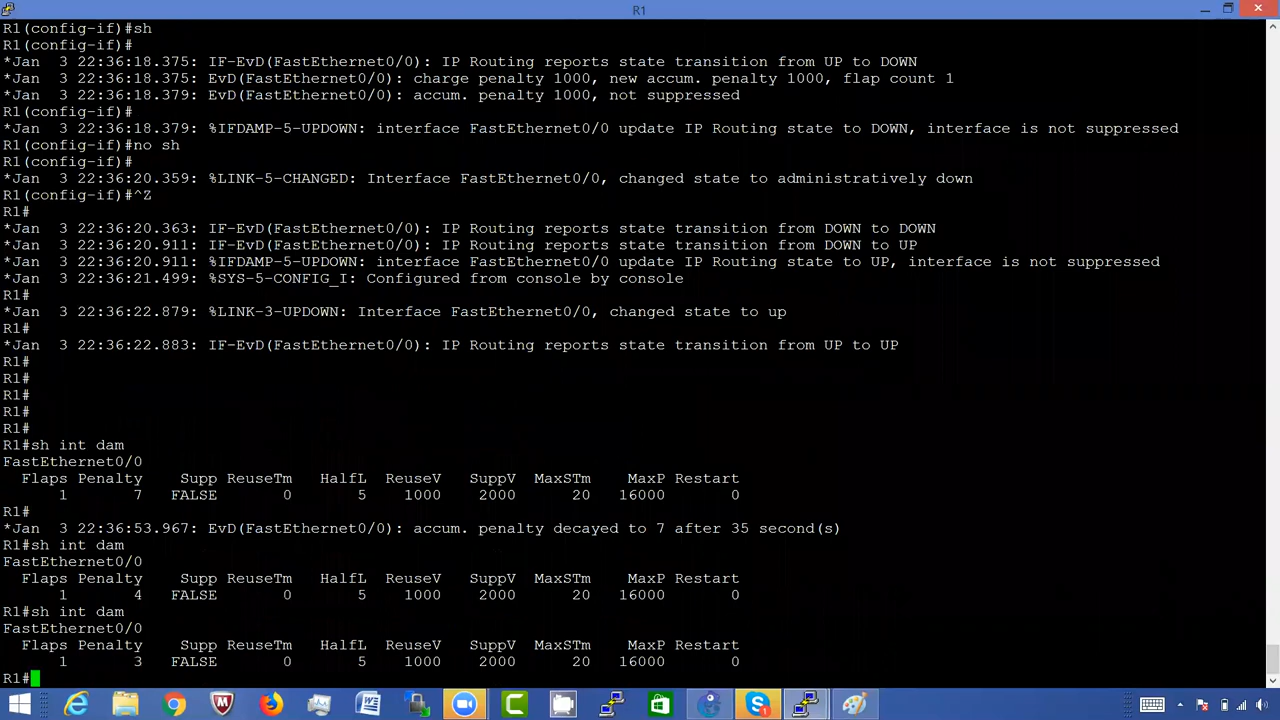 R1
R1(config-if)#sh
R1(config-if)#
*Jan  3 22:36:18.375: IF-EvD(FastEthernet0/0): IP Routing reports state transition from UP to DOWN
*Jan  3 22:36:18.375: EvD(FastEthernet0/0): charge penalty 1000, new accum. penalty 1000, flap count 1
*Jan  3 22:36:18.379: EvD(FastEthernet0/0): accum. penalty 1000, not suppressed
R1(config-if)#
*Jan  3 22:36:18.379: %IFDAMP-5-UPDOWN: interface FastEthernet0/0 update IP Routing state to DOWN, interface is not suppressed
R1(config-if)#no sh
R1(config-if)#
*Jan  3 22:36:20.359: %LINK-5-CHANGED: Interface FastEthernet0/0, changed state to administratively down
R1(config-if)#^Z
R1#
*Jan  3 22:36:20.363: IF-EvD(FastEthernet0/0): IP Routing reports state transition from DOWN to DOWN
*Jan  3 22:36:20.911: IF-EvD(FastEthernet0/0): IP Routing reports state transition from DOWN to UP
*Jan  3 22:36:20.911: %IFDAMP-5-UPDOWN: interface FastEthernet0/0 update IP Routing state to UP, interface is not suppressed
*Jan  3 22:36:21.499: %SYS-5-CONFIG_I: Configured from console by console
R1#
*Jan  3 22:36:22.879: %LINK-3-UPDOWN: Interface FastEthernet0/0, changed state to up
R1#
*Jan  3 22:36:22.883: IF-EvD(FastEthernet0/0): IP Routing reports state transition from UP to UP
R1#
R1#
R1#
R1#
R1#
R1#sh int dam
FastEthernet0/0
  Flaps Penalty    Supp ReuseTm   HalfL  ReuseV   SuppV  MaxSTm    MaxP Restart
      1       7   FALSE       0       5    1000    2000      20   16000       0
R1#
*Jan  3 22:36:53.967: EvD(FastEthernet0/0): accum. penalty decayed to 7 after 35 second(s)
R1#sh int dam
FastEthernet0/0
  Flaps Penalty    Supp ReuseTm   HalfL  ReuseV   SuppV  MaxSTm    MaxP Restart
      1       4   FALSE       0       5    1000    2000      20   16000       0
R1#sh int dam
FastEthernet0/0
  Flaps Penalty    Supp ReuseTm   HalfL  ReuseV   SuppV  MaxSTm    MaxP Restart
      1       3   FALSE       0       5    1000    2000      20   16000       0
R1#